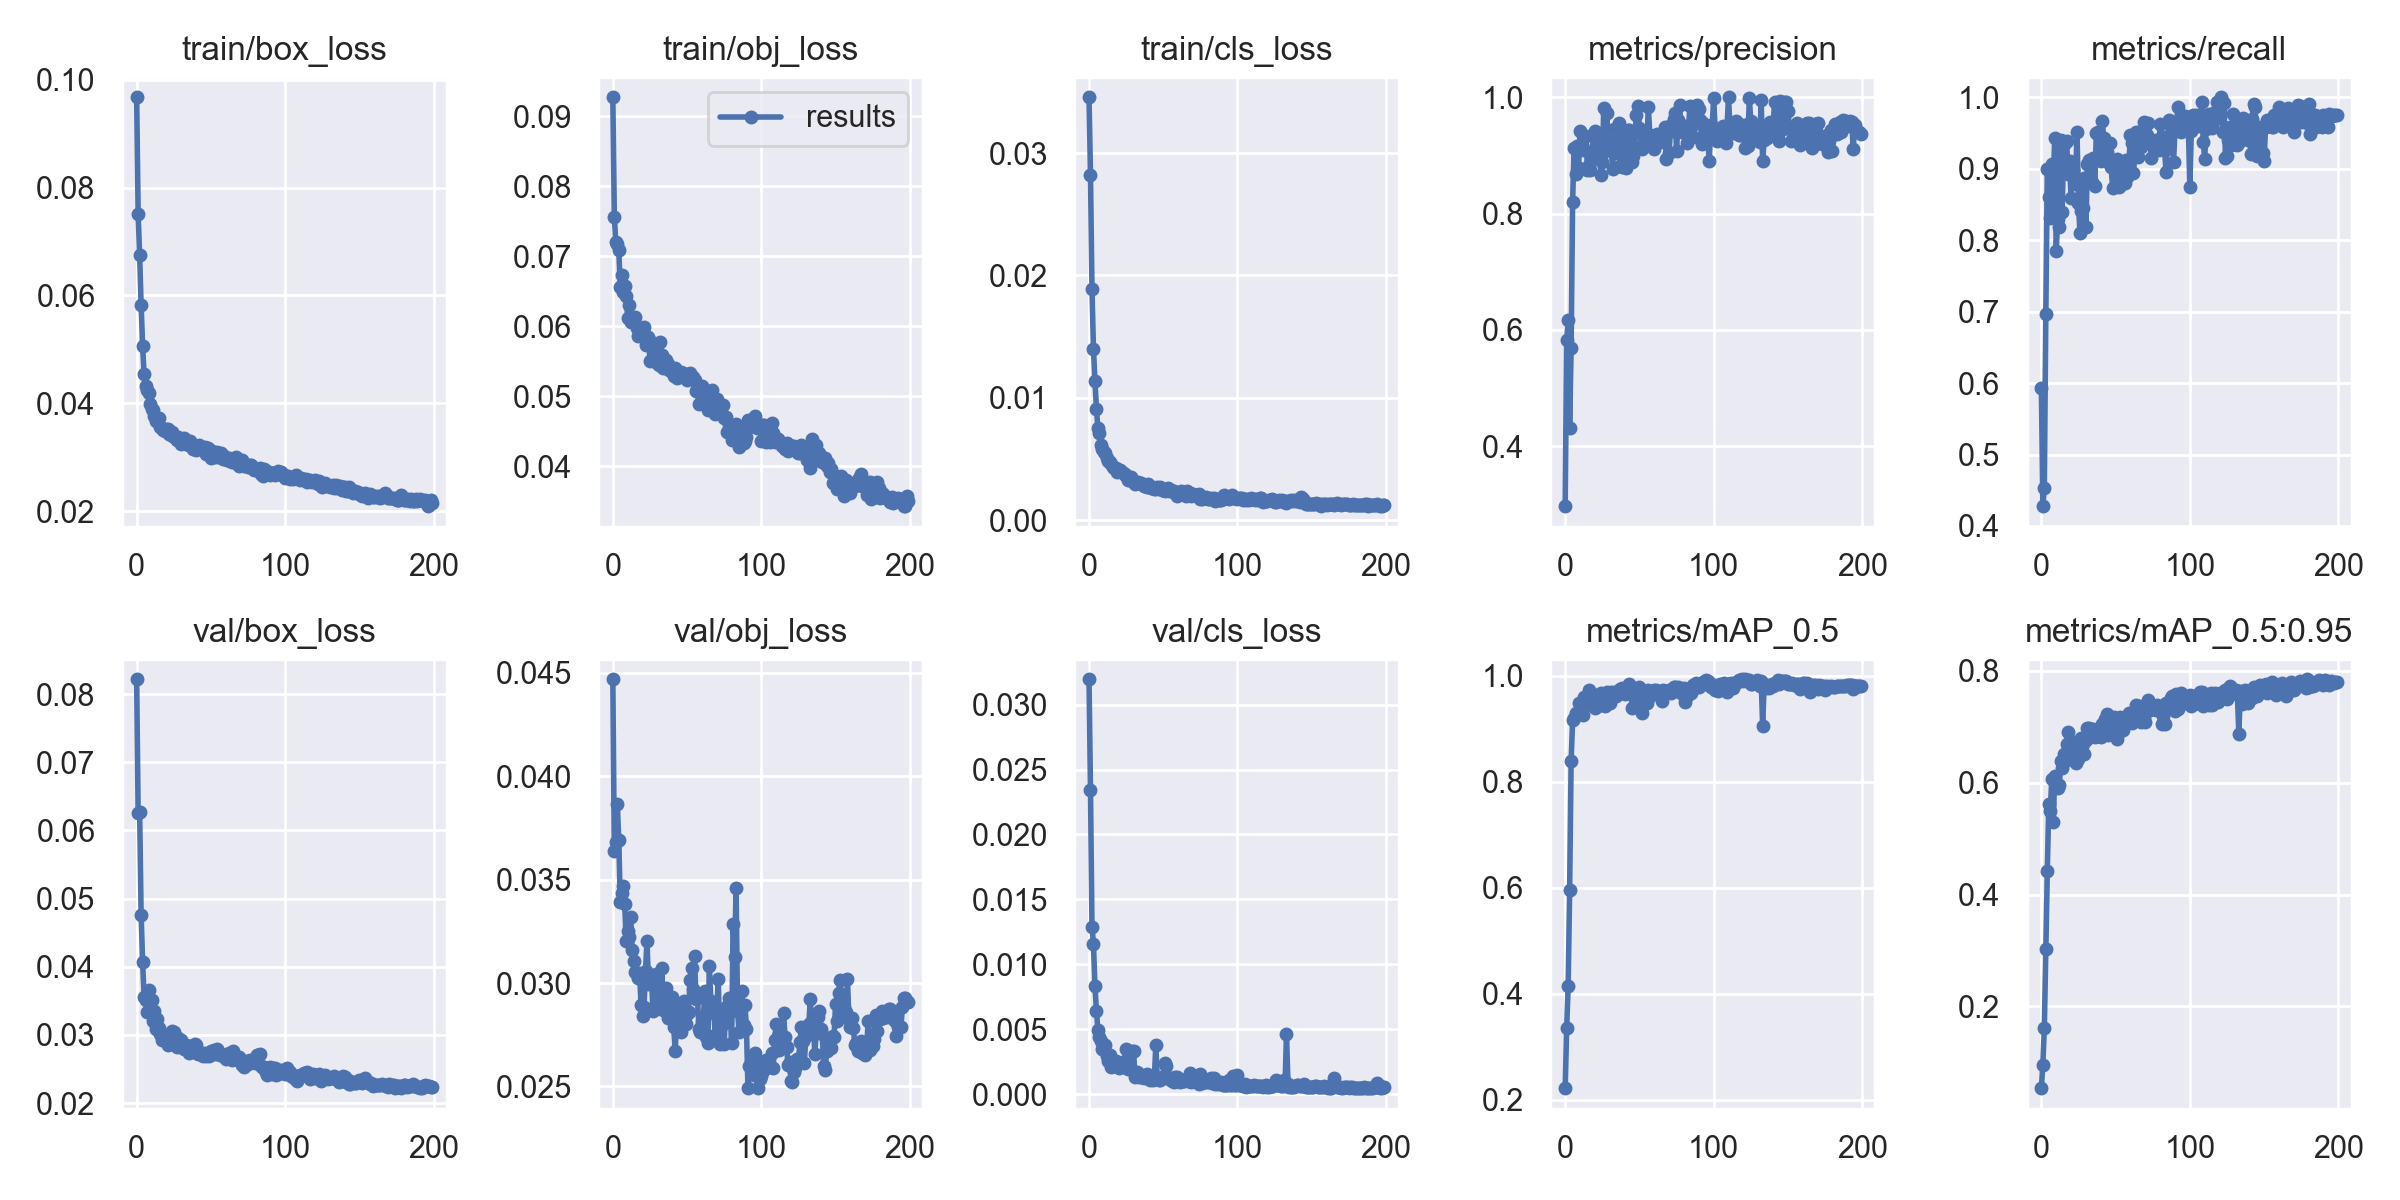 train/box_loss
0.10
0.08
0.06
0.04
0.02
0 100 200
train/obj_loss
results
0.09
0.08
0.07
0.06
0.05
0.04
0 100 200
train/cls_loss
0.03
0.02
0.01
0.00
0 100 200
metrics/precision
1.0
0.8
0.6
0.4
0 100 200
metrics/recall
1.0
0.9
0.8
0.7
0.6
0.5
0.4
0 100 200
val/box_loss
0.08
0.07
0.06
0.05
0.04
0.03
0.02
0 100 200
val/obj_loss
0.045
0.040
0.035
0.030
0.025
0 100 200
val/cls_loss
0.030
0.025
0.020
0.015
0.010
0.005
0.000
0 100 200
metrics/mAP_0.5
1.0
0.8
0.6
0.4
0.2
0 100 200
metrics/mAP_0.5:0.95
0.8
0.6
0.4
0.2
0 100 200